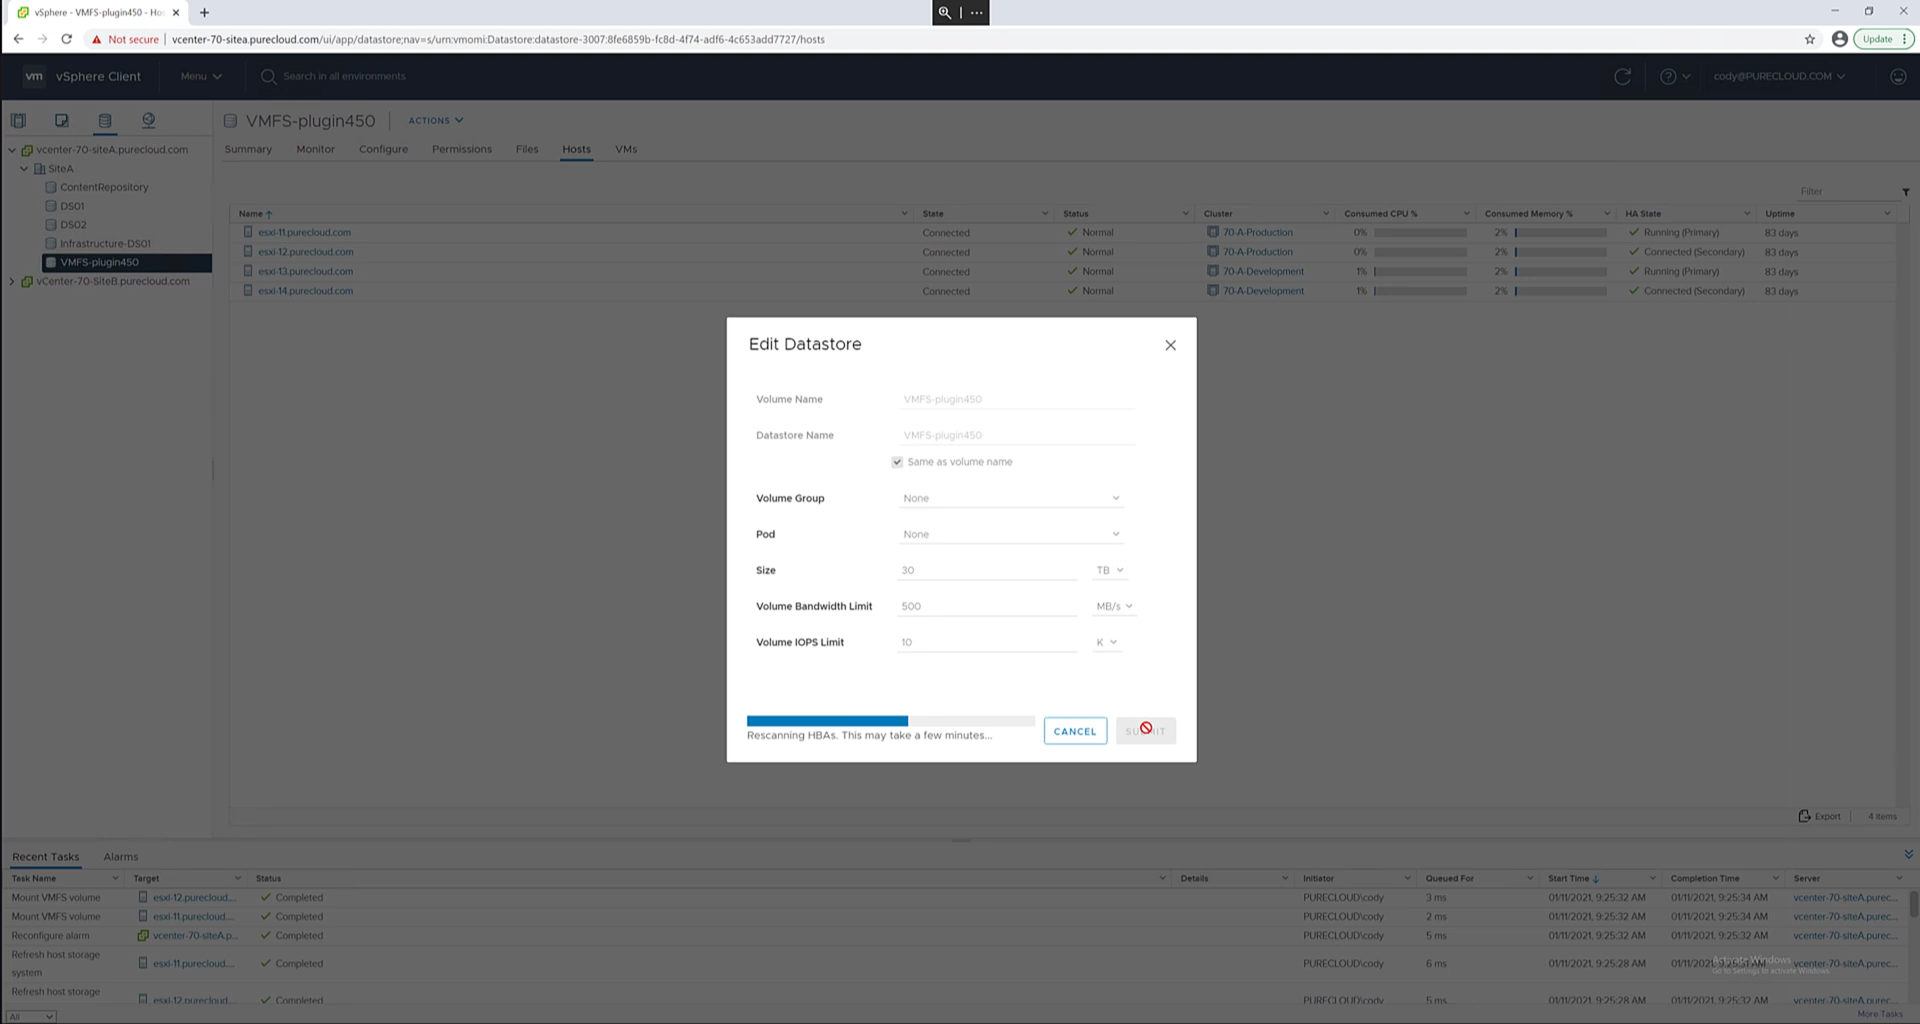 vSphere - VMFS-plugin450 - Hos
Not secure | vcenter-70-sitea.purecloud.com/ui/app/datastore;nav=s/urn:vmomi:Datastore:datastore-3007:8fe6859b-fc8d-4f74-adf6-4c653add7727/hosts
Update
vm vSphere Client Menu Search in all environments cody@PURECLOUD.COM
VMFS-plugin450 ACTIONS
Summary Monitor Configure Permissions Files Hosts VMs
vcenter-70-siteA.purecloud.com
SiteA
ContentRepository
DS01
DS02
Infrastructure-DS01
VMFS-plugin450
vCenter-70-SiteB.purecloud.com
Filter
Name State Status Cluster Consumed CPU % Consumed Memory % HA State Uptime
esxi-11.purecloud.com Connected Normal 70-A-Production 0% 2% Running (Primary) 83 days
esxi-12.purecloud.com Connected Normal 70-A-Production 0% 2% Connected (Secondary) 83 days
esxi-13.purecloud.com Connected Normal 70-A-Development 1% 2% Running (Primary) 83 days
esxi-14.purecloud.com Connected Normal 70-A-Development 1% 2% Connected (Secondary) 83 days
Edit Datastore
Volume Name VMFS-plugin450
Datastore Name VMFS-plugin450
Same as volume name
Volume Group None
Pod None
Size 30 TB
Volume Bandwidth Limit 500 MB/s
Volume IOPS Limit 10 K
Rescanning HBAs. This may take a few minutes...
CANCEL
Export 4 items
Recent Tasks Alarms
Task Name Target Status Details Initiator Queued For Start Time Completion Time Server
Mount VMFS volume esxi-12.purecloud.... Completed PURECLOUD\cody 3 ms 01/11/2021, 9:25:32 AM 01/11/2021, 9:25:34 AM vcenter-70-siteA.purec...
Mount VMFS volume esxi-11.purecloud.... Completed PURECLOUD\cody 2 ms 01/11/2021, 9:25:32 AM 01/11/2021, 9:25:34 AM vcenter-70-siteA.purec...
Reconfigure alarm vcenter-70-siteA.p... Completed PURECLOUD\cody 5 ms 01/11/2021, 9:25:32 AM 01/11/2021, 9:25:32 AM vcenter-70-siteA.purec...
Refresh host storage system esxi-11.purecloud.... Completed PURECLOUD\cody 6 ms 01/11/2021, 9:25:28 AM 01/11/2021, 9:25:31 AM vcenter-70-siteA.purec...
Refresh host storage esxi-12.purecloud.... Completed PURECLOUD\cody 5 ms 01/11/2021, 9:25:28 AM 01/11/2021, 9:25:32 AM vcenter-70-siteA.purec...
Activate Windows
Go to Settings to activate Windows.
All
More Tasks